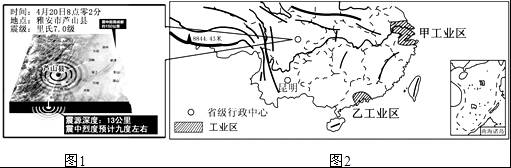 时间：4月20日8点零2分
地点：雅安市芦山县
震级：里氏7.0级
芦山县
震源深度：13公里
震中烈度预计九度左右
图1
8844.43米
甲工业区
昆明
乙工业区
省级行政中心
工业区
南海诸岛
图2